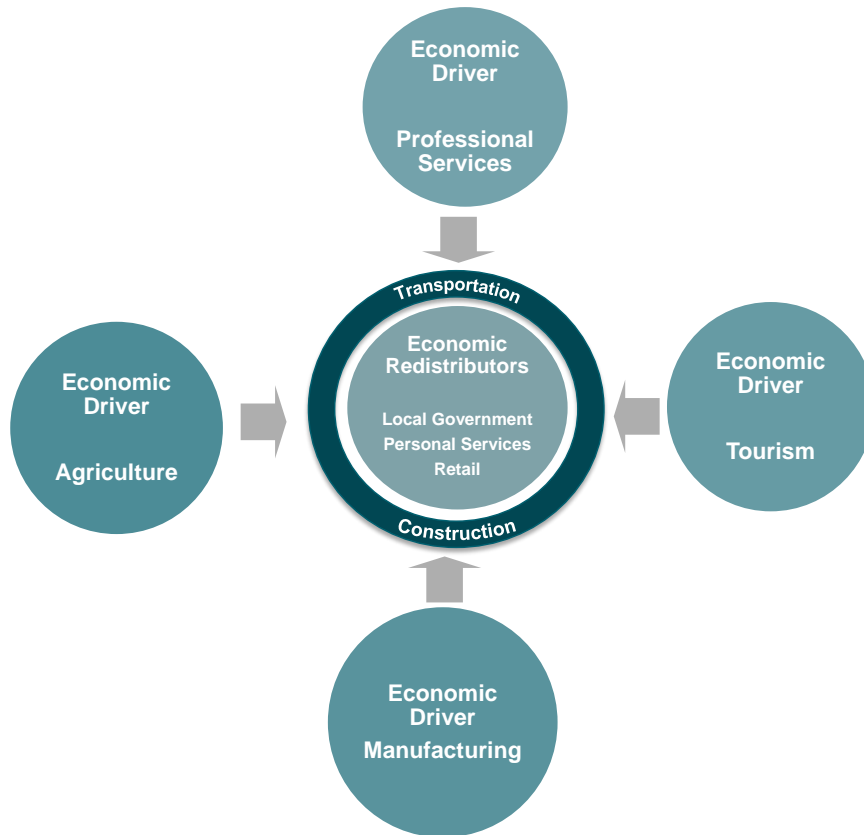 Economic
Driver
Professional
Services
Transportation
Economic
Redistributors
Local Government
Personal Services
Retail
Construction
Economic
Driver
Agriculture
Economic
Driver
Tourism
Economic
Driver
Manufacturing